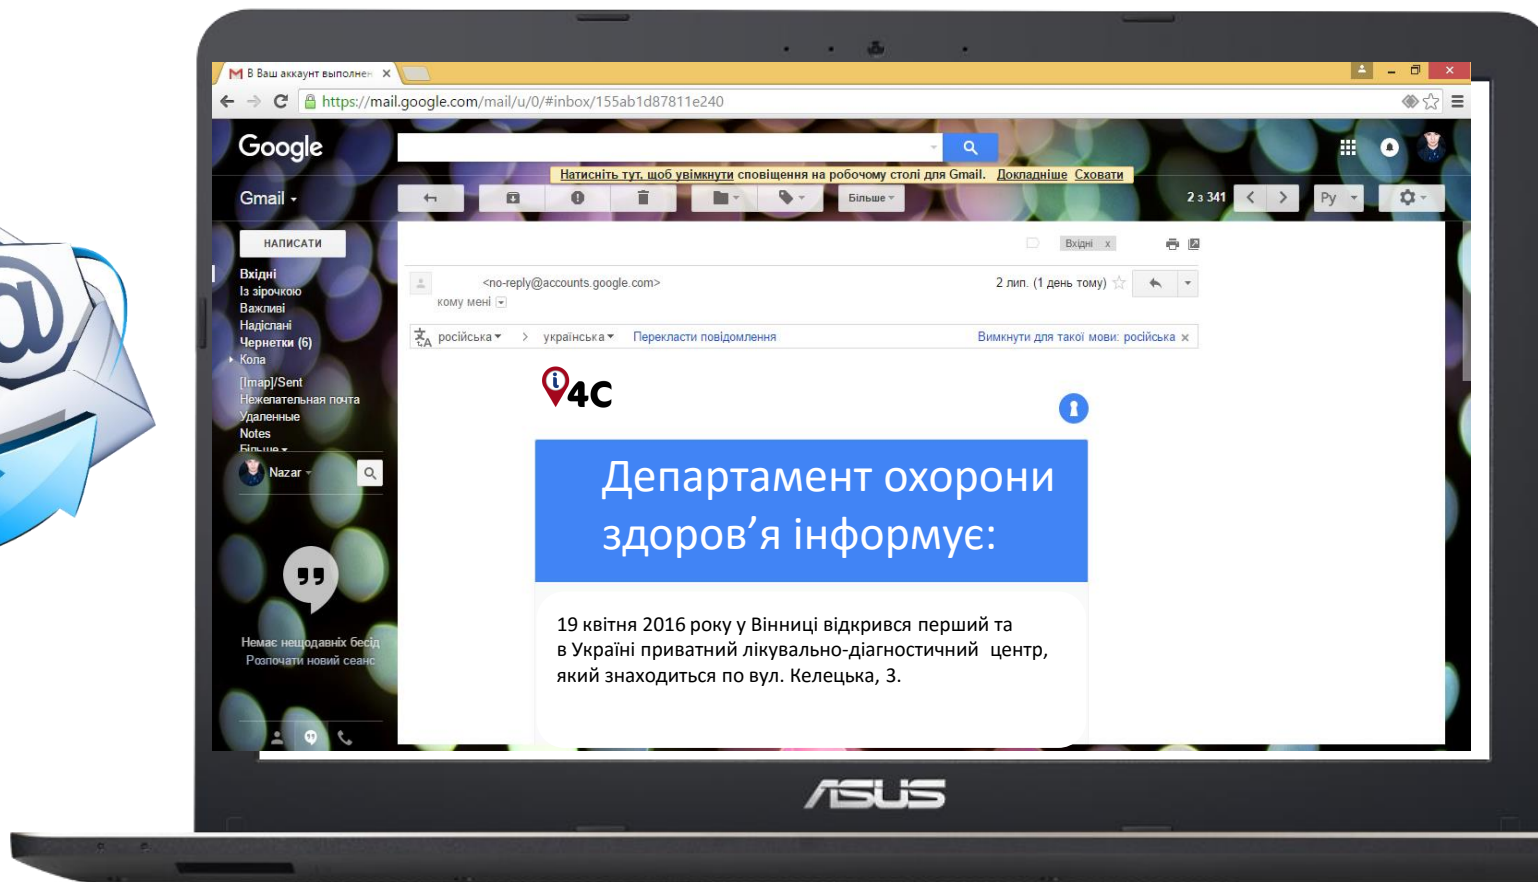 В Ваш аккаунт выполнен
https://mail.google.com/mail/u/0/#inbox/155ab1d87811e240
Google
Натисніть тут, щоб увімкнути сповіщення на робочому столі для Gmail. Докладніше Сховати
Gmail
Більше
2 з 341
Ру
НАПИСАТИ
Вхідні x
Вхідні
Із зірочкою
Важливі
Надіслані
Чернетки (6)
Кола
[Imap]/Sent
Нежелательная почта
Удаленные
Notes
Більше
Nazar
Немає нещодавніх бесід
Розпочати новий сеанс
<no-reply@accounts.google.com>
2 лип. (1 день тому)
кому мені
російська > українська Перекласти повідомлення
Вимкнути для такої мови: російська x
i4C
Департамент охорони
здоров’я інформує:
19 квітня 2016 року у Вінниці відкрився перший та
в Україні приватний лікувально-діагностичний центр,
який знаходиться по вул. Келецька, 3.
ASUS